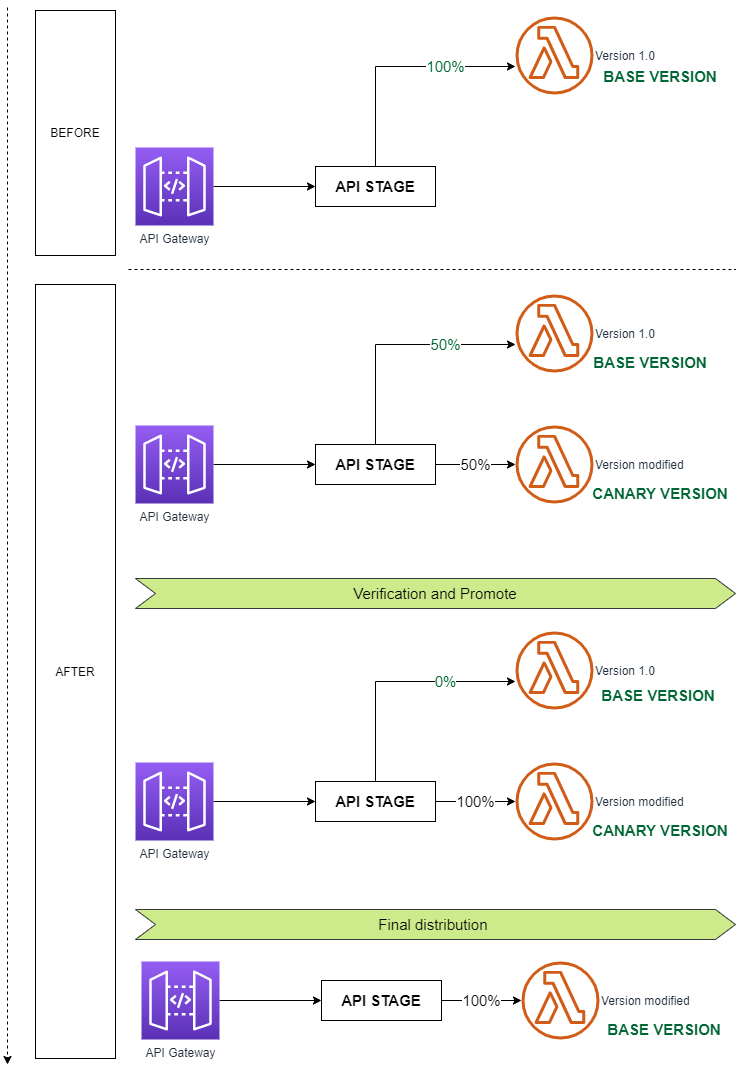 100%
Version 1.0
BASE VERSION
BEFORE
</>
API STAGE
API Gateway
50%
Version 1.0
BASE VERSION
</>
API STAGE
50%
Version modified
CANARY VERSION
API Gateway
Verification and Promote
AFTER
0%
Version 1.0
BASE VERSION
</>
API STAGE
100%
Version modified
CANARY VERSION
API Gateway
Final distribution
</>
API STAGE
100%
Version modified
BASE VERSION
API Gateway